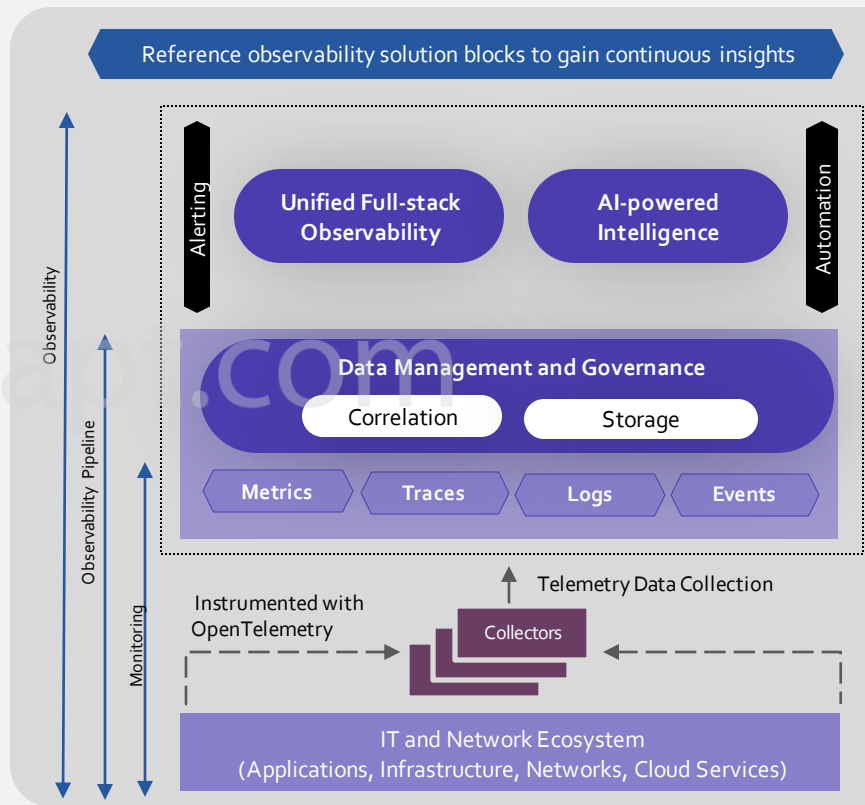 Reference observability solution blocks to gain continuous insights
Alerting
Unified Full-stack
Observability
AI-powered
Intelligence
Automation
Observability
Observability Pipeline
Monitoring
apt.com
Data Management and Governance
Correlation
Storage
Metrics
Traces
Logs
Events
Telemetry Data Collection
Instrumented with
OpenTelemetry
Collectors
IT and Network Ecosystem
(Applications, Infrastructure, Networks, Cloud Services)